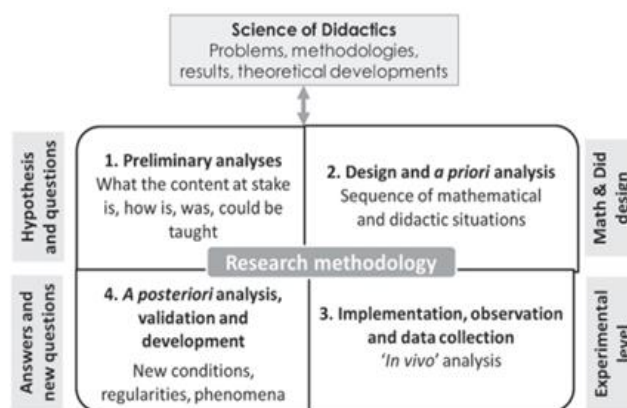 Science of Didactics
Problems, methodologies,
results, theoretical developments
Hypothesis
and questions
1. Preliminary analyses
What the content at stake
is, how is, was, could be
taught
2. Design and a priori analysis
Sequence of mathematical
and didactic situations
Math & Did
design
Research methodology
Answers and
new questions
4. A posteriori analysis,
validation and
development
New conditions,
regularities, phenomena
3. Implementation, observation
and data collection
'In vivo' analysis
Experimental
level